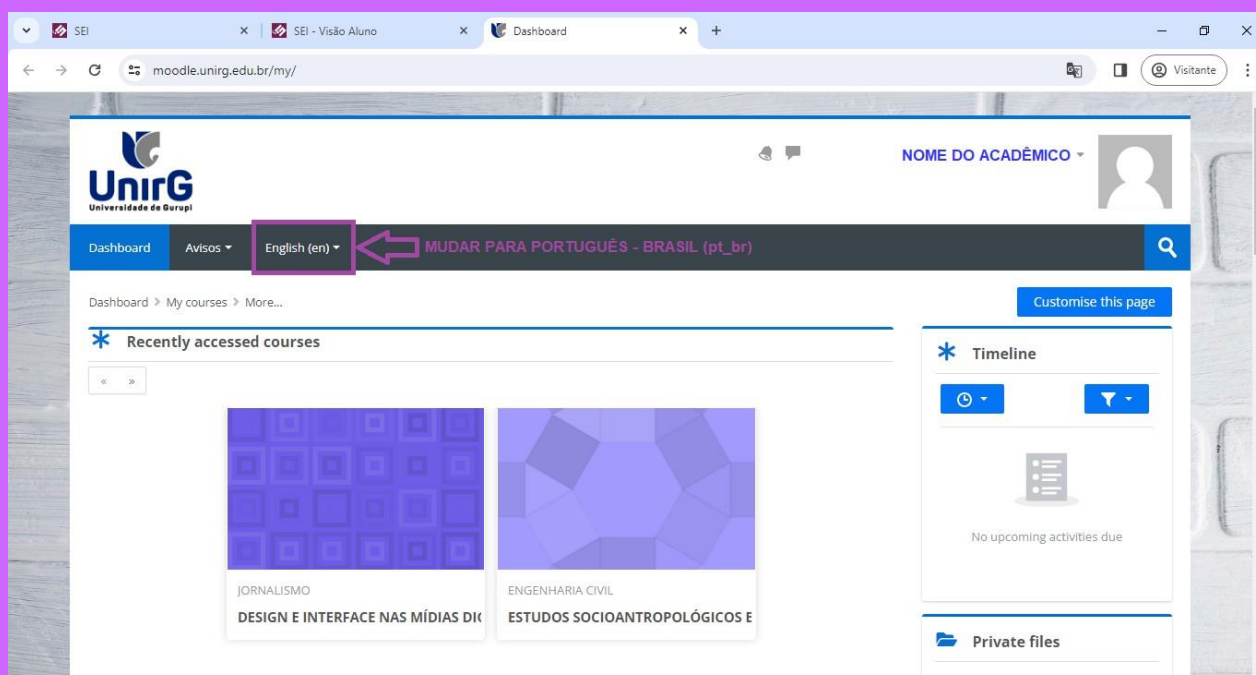 SEI
SEI - Visão Aluno
Dashboard
moodle.unirg.edu.br/my/
Visitante
UnirG
Universidade de Gurupi
NOME DO ACADÊMICO
Dashboard
Avisos
English (en)
MUDAR PARA PORTUGUÊS - BRASIL (pt_br)
Dashboard > My courses > More...
Customise this page
Recently accessed courses
« »
JORNALISMO
DESIGN E INTERFACE NAS MÍDIAS DI
ENGENHARIA CIVIL
ESTUDOS SOCIOANTROPOLÓGICOS E
Timeline
No upcoming activities due
Private files